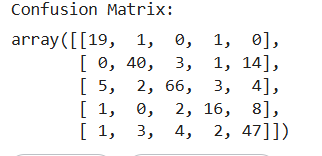 Confusion Matrix:
array([[19, 1, 0, 1, 0],
[ 0, 40, 3, 1, 14],
[ 5, 2, 66, 3, 4],
[ 1, 0, 2, 16, 8],
[ 1, 3, 4, 2, 47]])